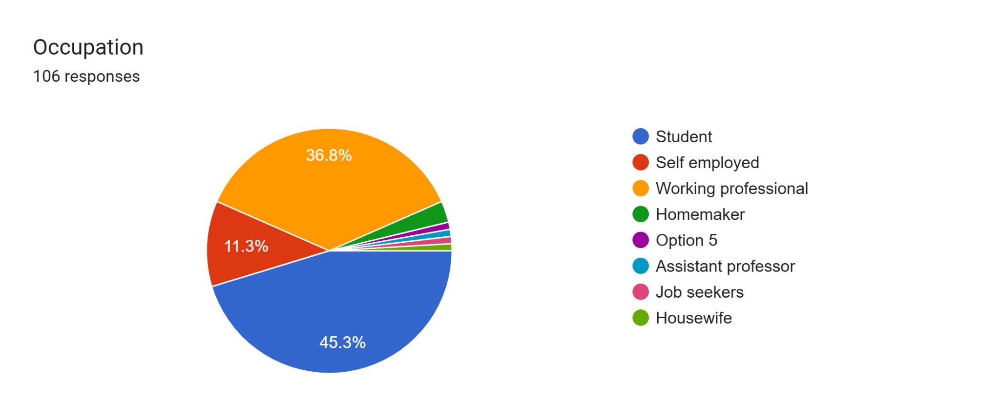 Occupation
106 responses
36.8%
11.3%
45.3%
Student
Self employed
Working professional
Homemaker
Option 5
Assistant professor
Job seekers
Housewife